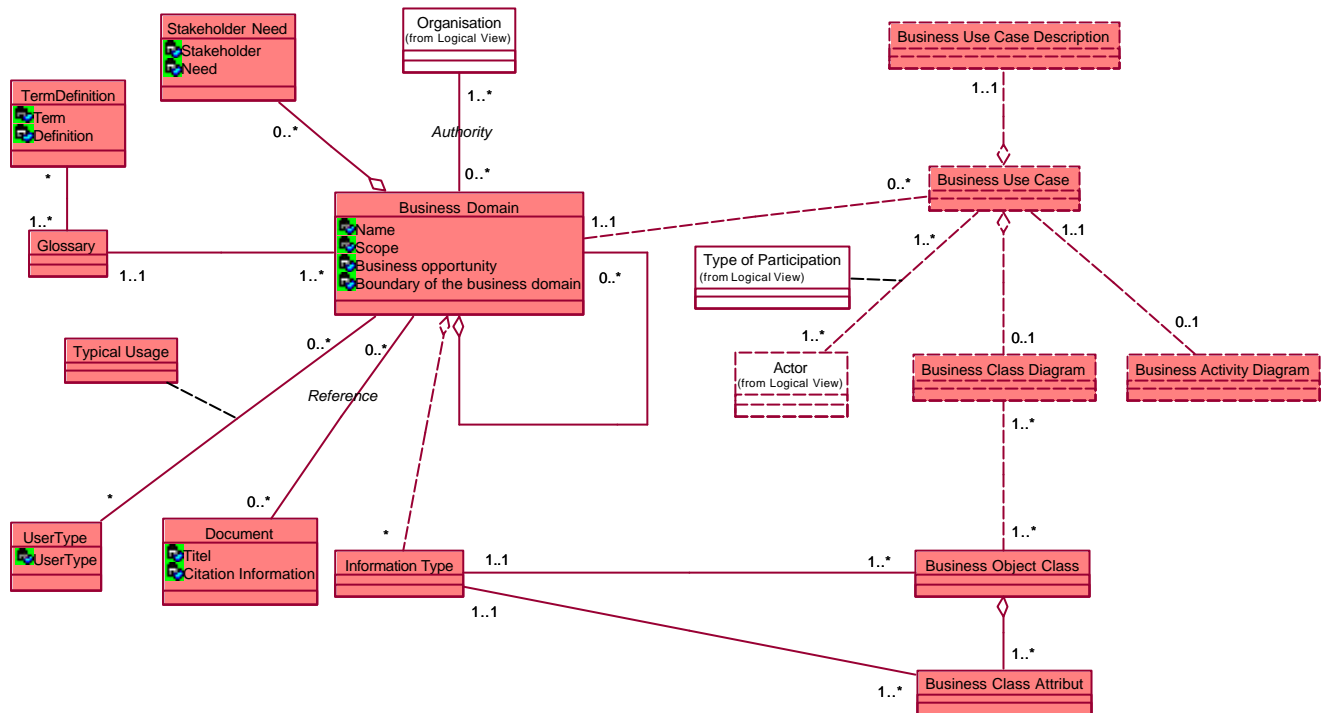 Stakeholder Need
Stakeholder
Need
Organisation
(from Logical View)
Business Use Case Description
TermDefinition
Term
Definition
1..*
1..1
0..*
Authority
*
0..*
Business Use Case
0..*
Business Domain
Name
Scope
Business opportunity
Boundary of the business domain
1..1
1..*
Glossary
1..1
1..*
0..*
1..*
1..1
Type of Participation
(from Logical View)
Typical Usage
0..*
0..*
1..*
0..1
0..1
Actor
(from Logical View)
Business Class Diagram
Business Activity Diagram
Reference
1..*
*
0..*
*
1..*
UserType
UserType
Document
Titel
Citation Information
Information Type
1..1
1..*
Business Object Class
1..1
1..*
1..*
Business Class Attribut